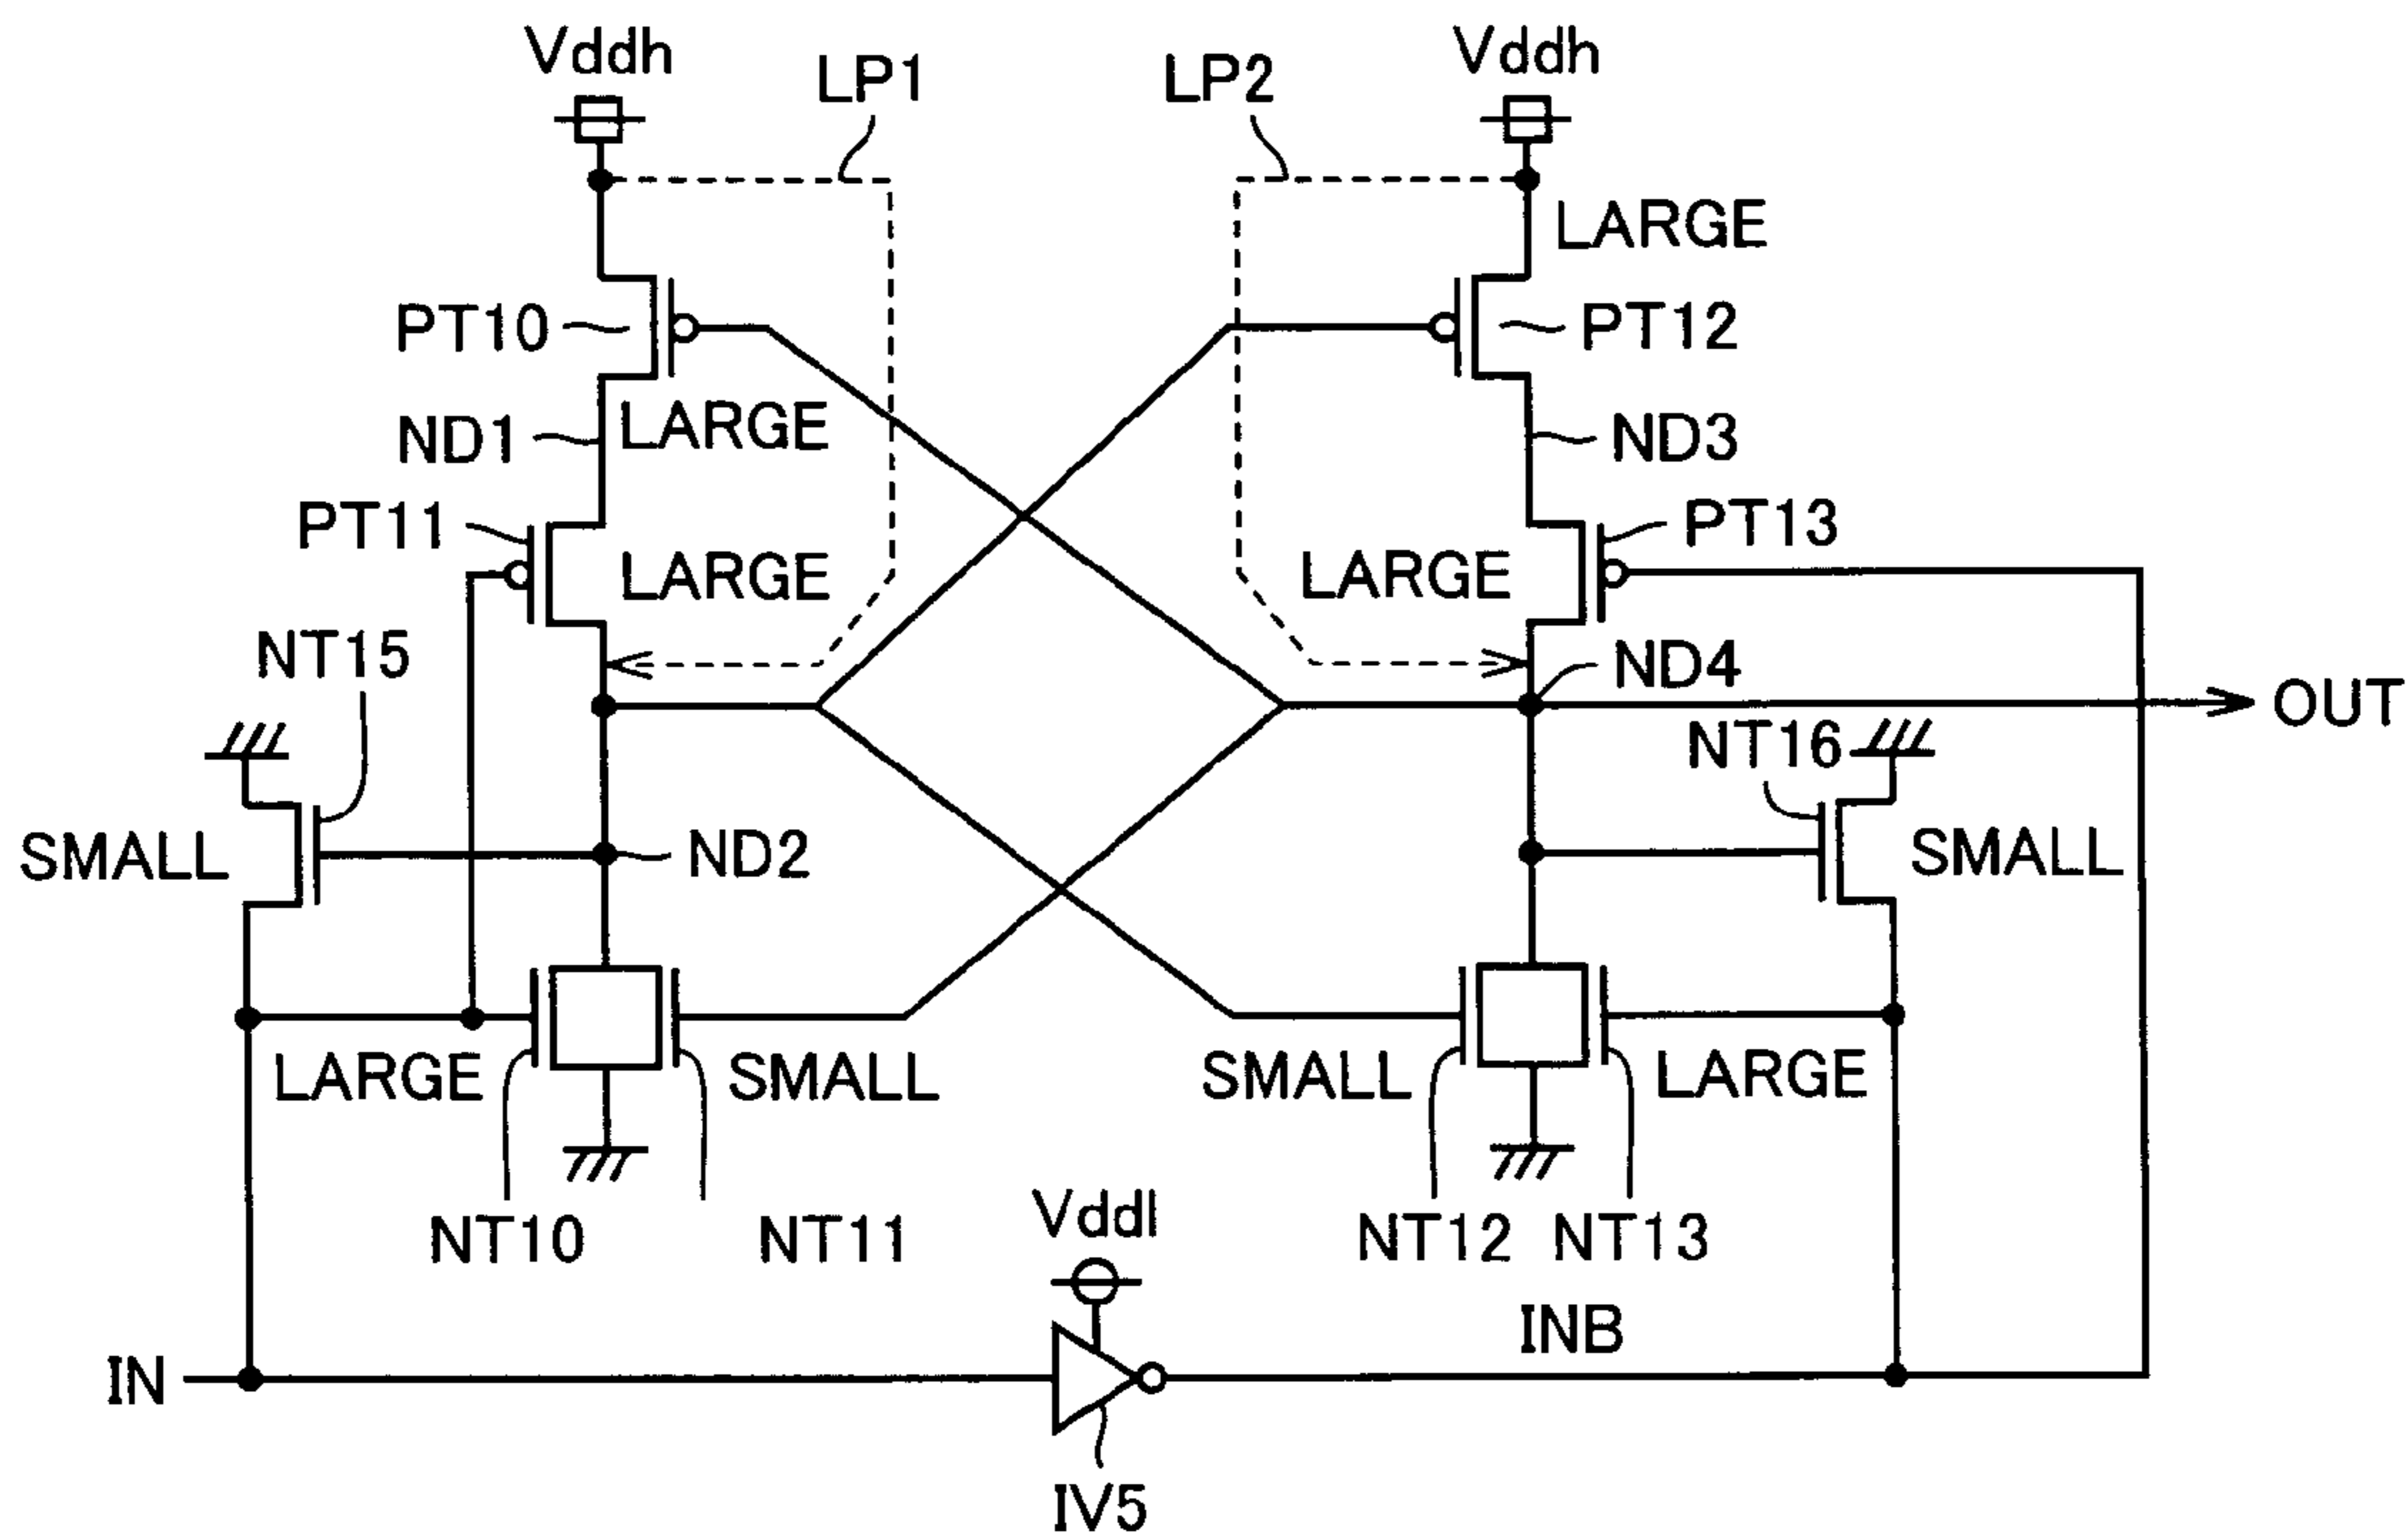 Vddh
LP1
LP2
Vddh
LARGE
PT10
PT12
ND1
LARGE
ND3
PT11
PT13
LARGE
LARGE
NT15
ND4
OUT
NT16
SMALL
ND2
SMALL
LARGE
SMALL
SMALL
LARGE
NT10
NT11
Vddl
NT12
NT13
INB
IN
IV5